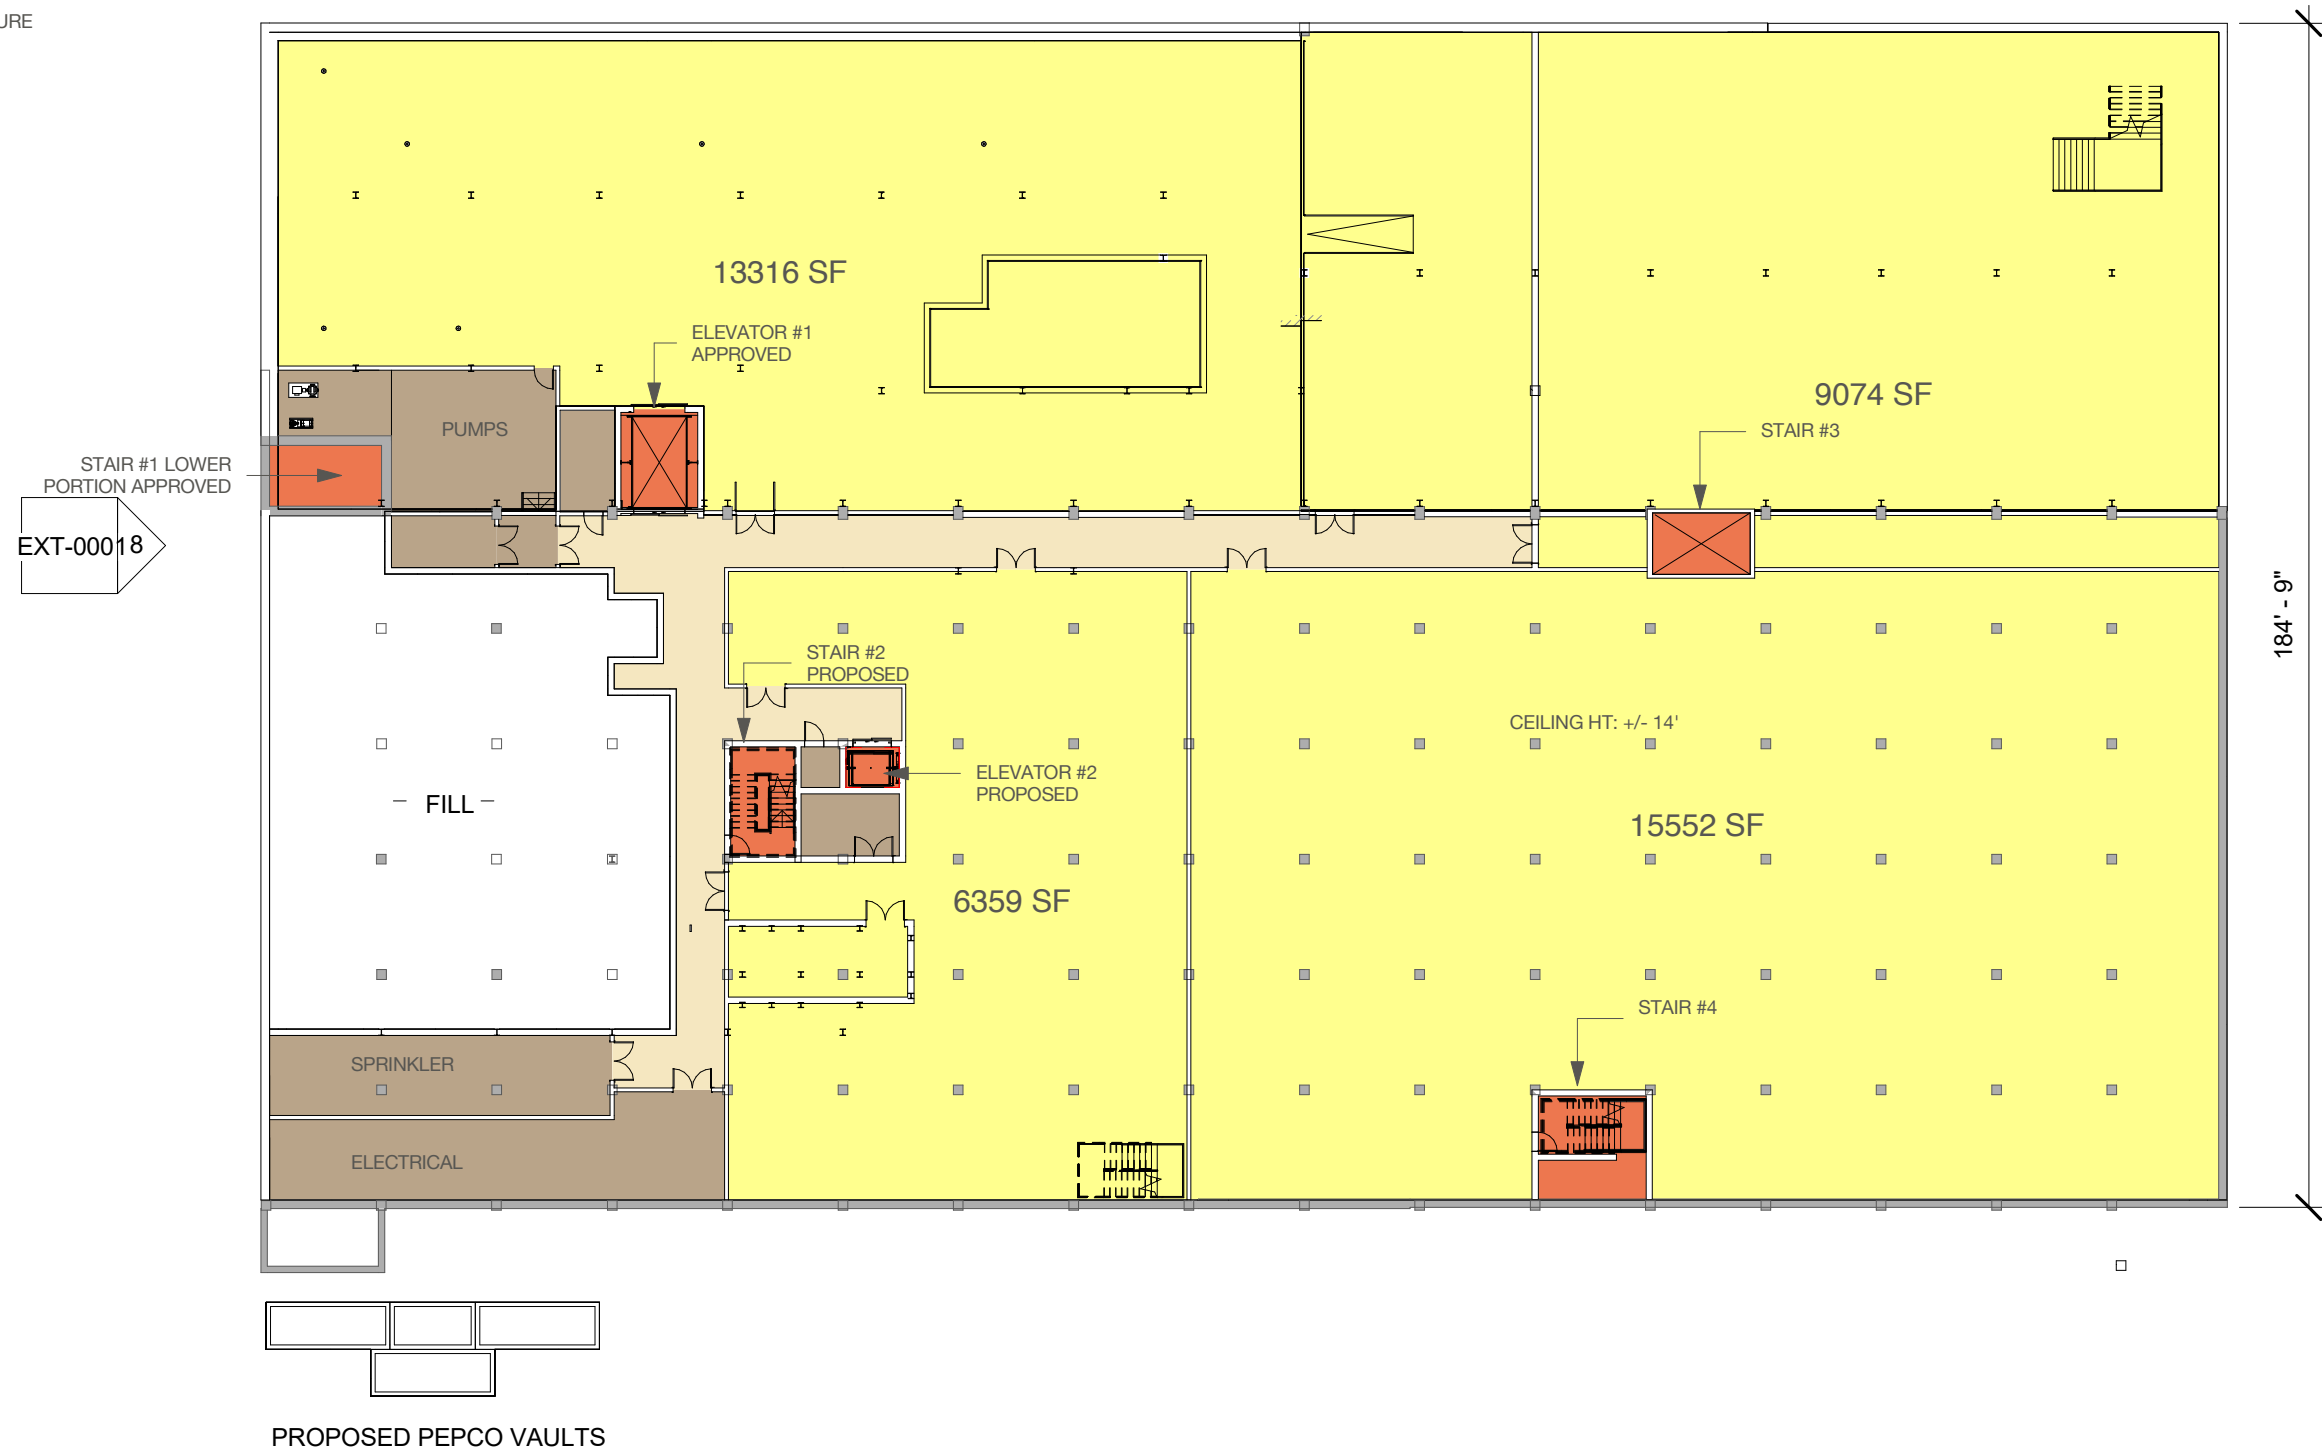 URE
13316 SF
ELEVATOR #1
APPROVED
9074 SF
STAIR #3
PUMPS
STAIR #1 LOWER
PORTION APPROVED
EXT-00018
184' - 9"
STAIR #2
PROPOSED
CEILING HT: +/- 14'
ELEVATOR #2
PROPOSED
FILL
15552 SF
6359 SF
STAIR #4
SPRINKLER
ELECTRICAL
PROPOSED PEPCO VAULTS